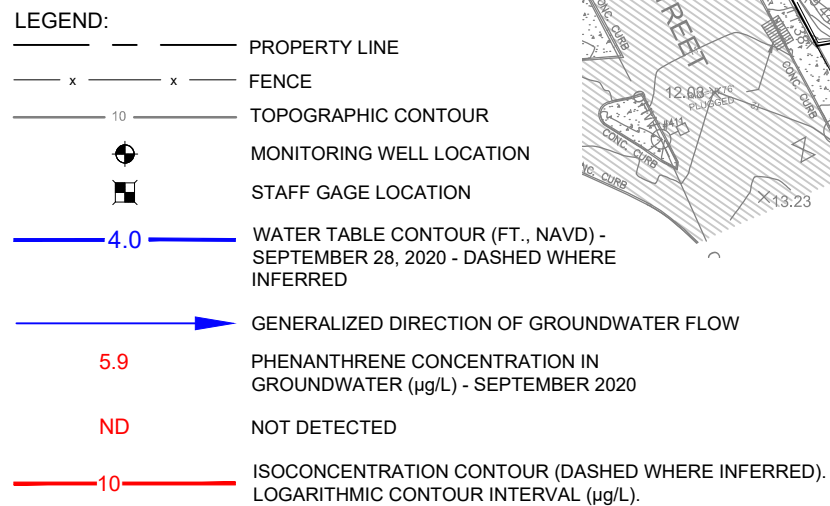 LEGEND:
PROPERTY LINE
x x FENCE
10 TOPOGRAPHIC CONTOUR
MONITORING WELL LOCATION
STAFF GAGE LOCATION
4.0 WATER TABLE CONTOUR (FT., NAVD) -
SEPTEMBER 28, 2020 - DASHED WHERE
INFERRED
GENERALIZED DIRECTION OF GROUNDWATER FLOW
5.9 PHENANTHRENE CONCENTRATION IN
GROUNDWATER (µg/L) - SEPTEMBER 2020
ND NOT DETECTED
10 ISOCONCENTRATION CONTOUR (DASHED WHERE INFERRED).
LOGARITHMIC CONTOUR INTERVAL (µg/L).
CONC. CURB
CONC. CURB
12.03
PLUGGED
#411
CONC. CURB
CURB
13.23